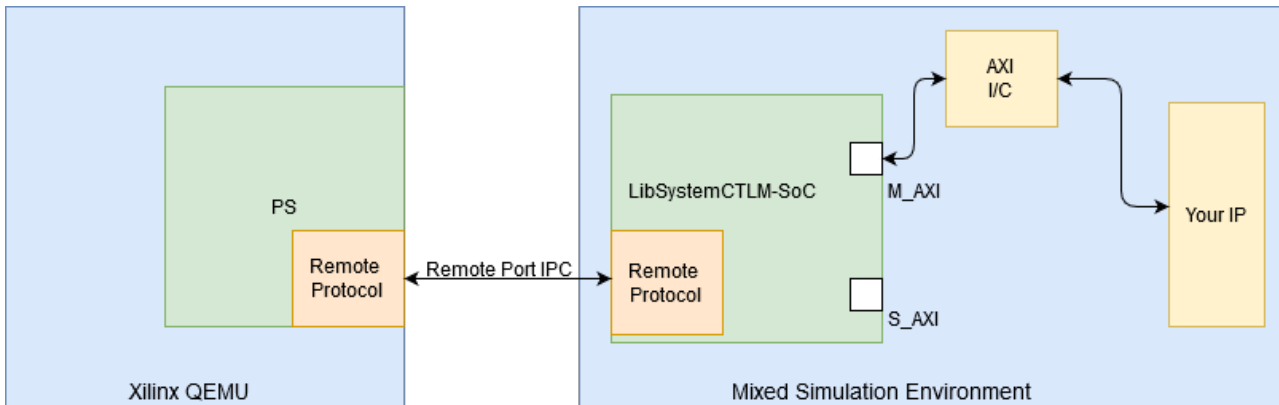 PS
Remote
Protocol
Xilinx QEMU
Remote Port IPC
LibSystemCTLM-SoC
Remote
Protocol
M_AXI
S_AXI
AXI
I/C
Your IP
Mixed Simulation Environment